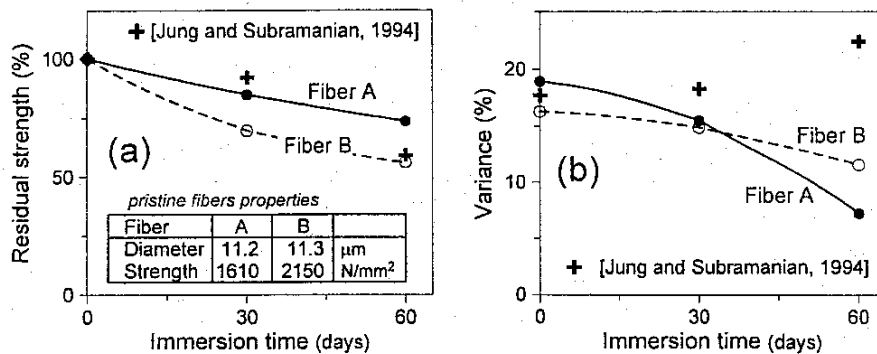 + [Jung and Subramanian, 1994]
100
50
0
Residual strength (%)
Fiber A
Fiber B
(a)
pristine fibers properties
Fiber A B
Diameter 11.2 11.3 μm
Strength 1610 2150 N/mm²
0 30 60
Immersion time (days)
20
10
0
Variance (%)
Fiber B
Fiber A
(b)
+ [Jung and Subramanian, 1994]
0 30 60
Immersion time (days)